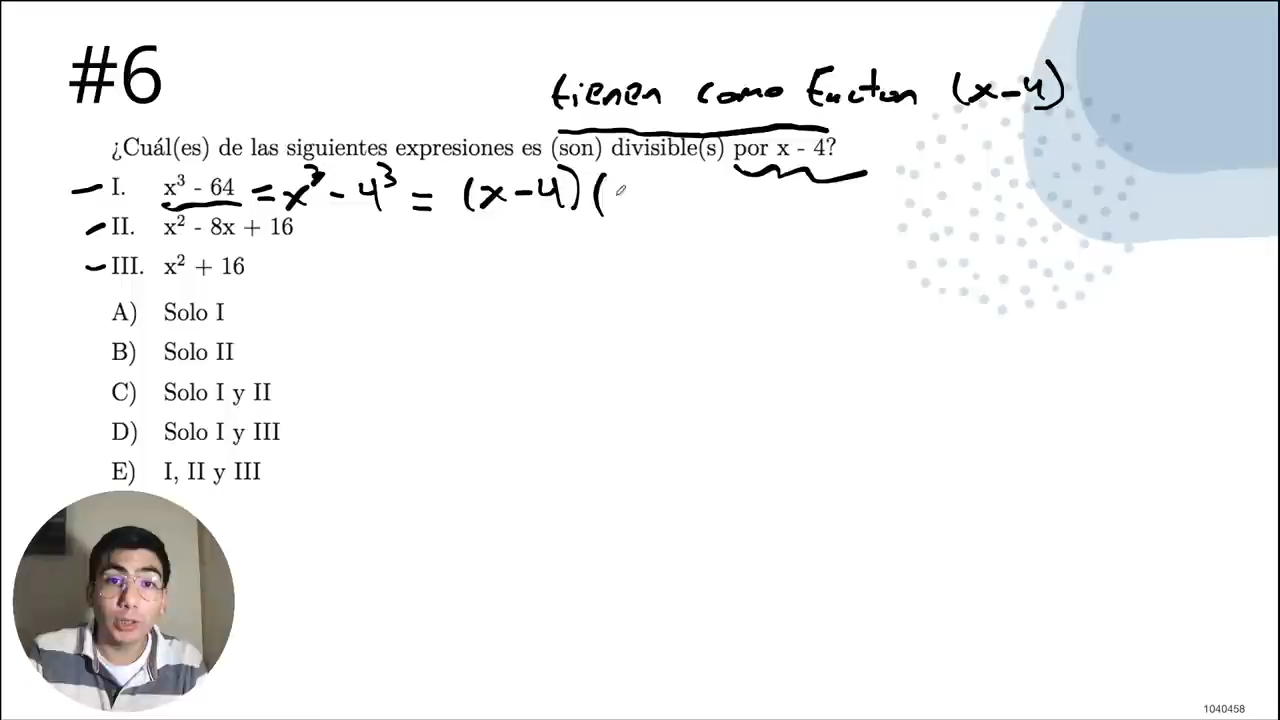 #6
tienen como Factor (x-4)
¿Cuál(es) de las siguientes expresiones es (son) divisible(s) por x - 4?
I. x³ - 64 = x³ - 4³ = (x-4)(
II. x² - 8x + 16
III. x² + 16
A) Solo I
B) Solo II
C) Solo I y II
D) Solo I y III
E) I, II y III
1040458